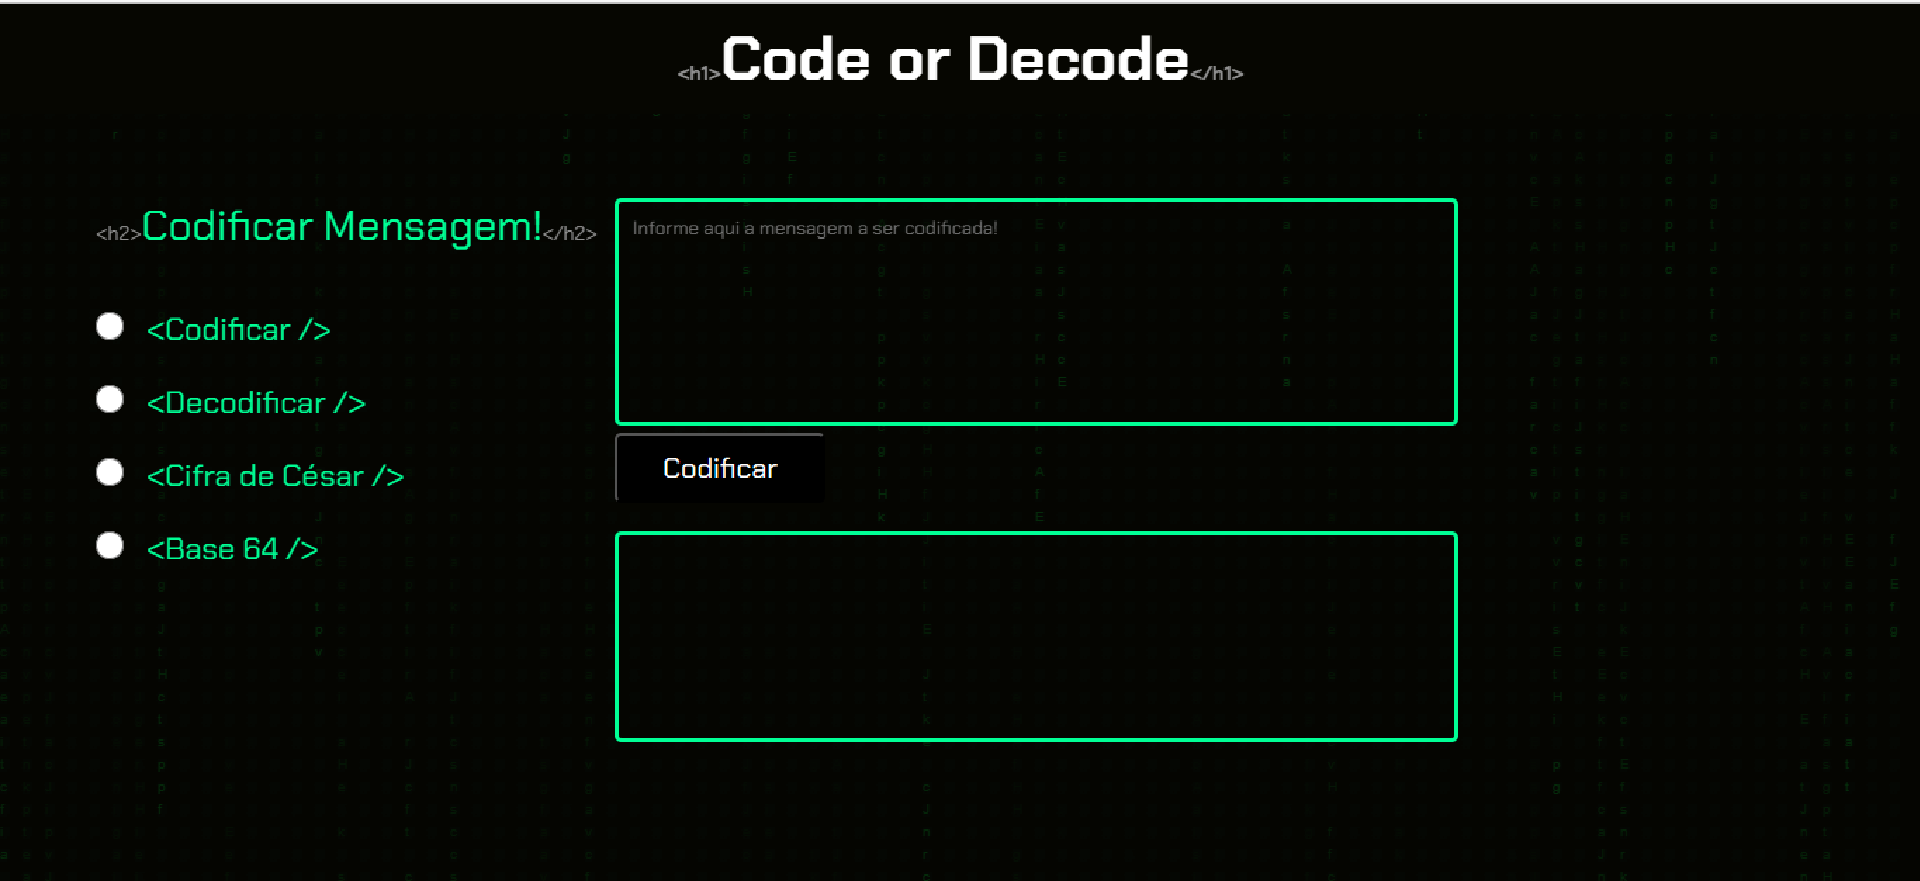 <h1>Code or Decode</h1>
<h2>Codificar Mensagem!</h2>
Informe aqui a mensagem a ser codificada!
<Codificar />
<Decodificar />
<Cifra de César />
Codificar
<Base 64 />